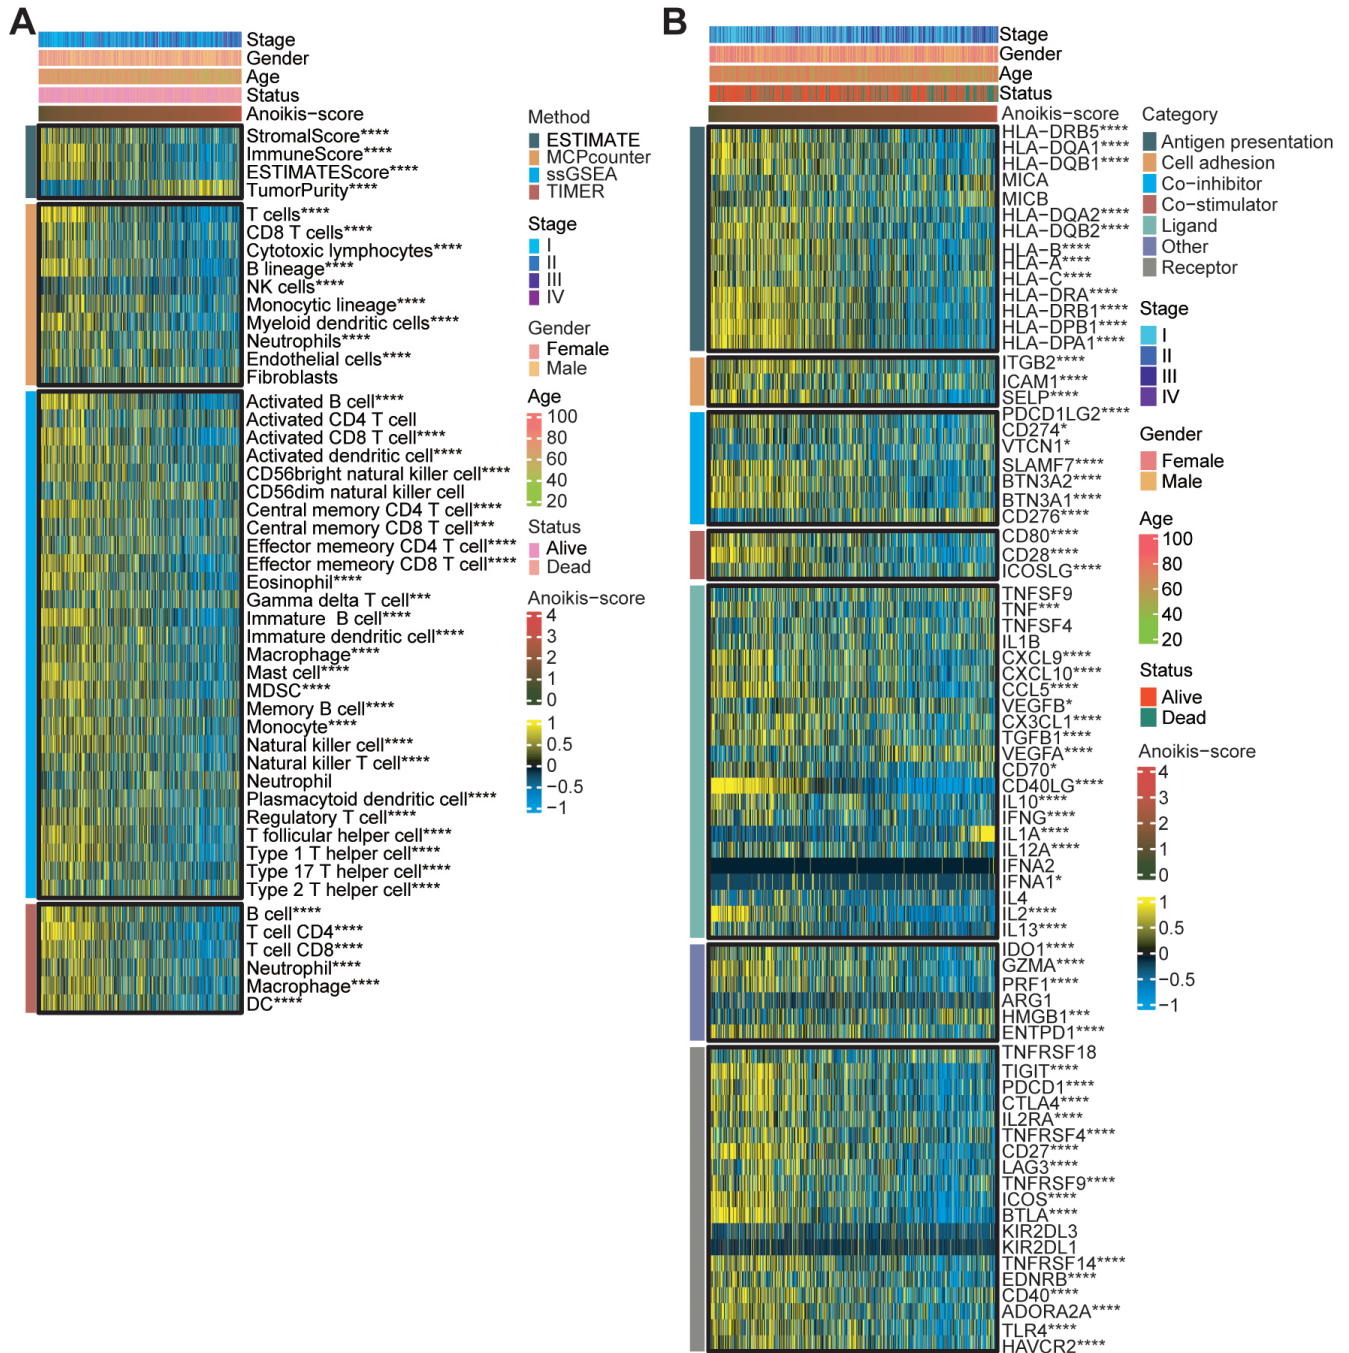 A
Stage
Gender
Age
Status
Anoikis-score
StromalScore****
ImmuneScore****
ESTIMATEScore****
TumorPurity****
T cells****
CD8 T cells****
Cytotoxic lymphocytes****
B lineage****
NK cells****
Monocytic lineage****
Myeloid dendritic cells****
Neutrophils****
Endothelial cells****
Fibroblasts
Activated B cell****
Activated CD4 T cell
Activated CD8 T cell****
Activated dendritic cell****
CD56bright natural killer cell****
CD56dim natural killer cell
Central memory CD4 T cell****
Central memory CD8 T cell***
Effector memeory CD4 T cell****
Effector memeory CD8 T cell****
Eosinophil****
Gamma delta T cell***
Immature B cell****
Immature dendritic cell****
Macrophage****
Mast cell****
MDSC****
Memory B cell****
Monocyte****
Natural killer cell****
Natural killer T cell****
Neutrophil
Plasmacytoid dendritic cell****
Regulatory T cell****
T follicular helper cell****
Type 1 T helper cell****
Type 17 T helper cell****
Type 2 T helper cell****
B cell****
T cell CD4****
T cell CD8****
Neutrophil****
Macrophage****
DC****
Method
ESTIMATE
MCPcounter
ssGSEA
TIMER
Stage
I
II
III
IV
Gender
Female
Male
Age
100
80
60
40
20
Status
Alive
Dead
Anoikis-score
4
3
2
1
0
1
0.5
0
−0.5
−1
B
Stage
Gender
Age
Status
Anoikis-score
HLA-DRB5****
HLA-DQA1****
HLA-DQB1****
MICA
MICB
HLA-DQA2****
HLA-DQB2****
HLA-B****
HLA-A****
HLA-C****
HLA-DRA****
HLA-DRB1****
HLA-DPB1****
HLA-DPA1****
ITGB2****
ICAM1****
SELP****
PDCD1LG2****
CD274*
VTCN1*
SLAMF7****
BTN3A2****
BTN3A1****
CD276****
CD80****
CD28****
ICOSLG****
TNFSF9
TNF***
TNFSF4
IL1B
CXCL9****
CXCL10****
CCL5****
VEGFB*
CX3CL1****
TGFB1****
VEGFA****
CD70*
CD40LG****
IL10****
IFNG****
IL1A****
IL12A****
IFNA2
IFNA1*
IL4
IL2****
IL13****
IDO1****
GZMA****
PRF1****
ARG1
HMGB1***
ENTPD1****
TNFRSF18
TIGIT****
PDCD1****
CTLA4****
IL2RA****
TNFRSF4****
CD27****
LAG3****
TNFRSF9****
ICOS****
BTLA****
KIR2DL3
KIR2DL1
TNFRSF14****
EDNRB****
CD40****
ADORA2A****
TLR4****
HAVCR2****
Category
Antigen presentation
Cell adhesion
Co-inhibitor
Co-stimulator
Ligand
Other
Receptor
Stage
I
II
III
IV
Gender
Female
Male
Age
100
80
60
40
20
Status
Alive
Dead
Anoikis-score
4
3
2
1
0
1
0.5
0
−0.5
−1